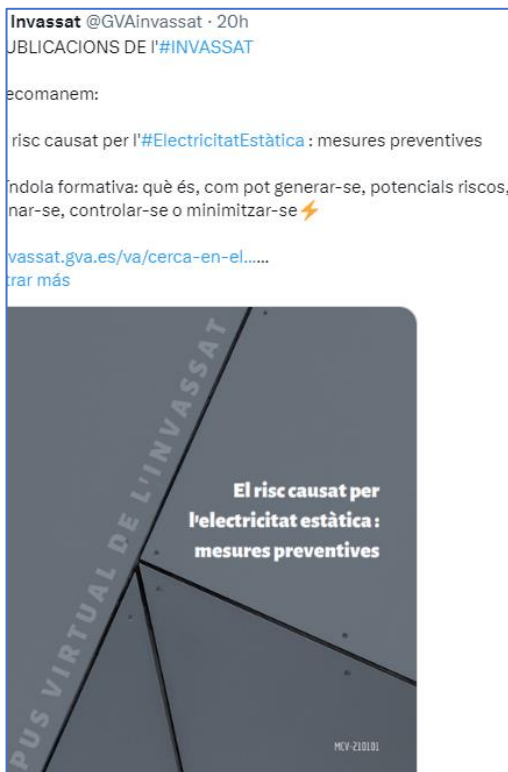 Invassat @GVAinvassat · 20h
UBLICACIONS DE l'#INVASSAT
ecomanem:
risc causat per l'#ElectricitatEstàtica : mesures preventives
índola formativa: què és, com pot generar-se, potencials riscos,
nar-se, controlar-se o minimitzar-se⚡
vassat.gva.es/va/cerca-en-el......
trar más
PUS VIRTUAL DE L'INVASSAT
El risc causat per
l'electricitat estàtica:
mesures preventives
MCV-210101